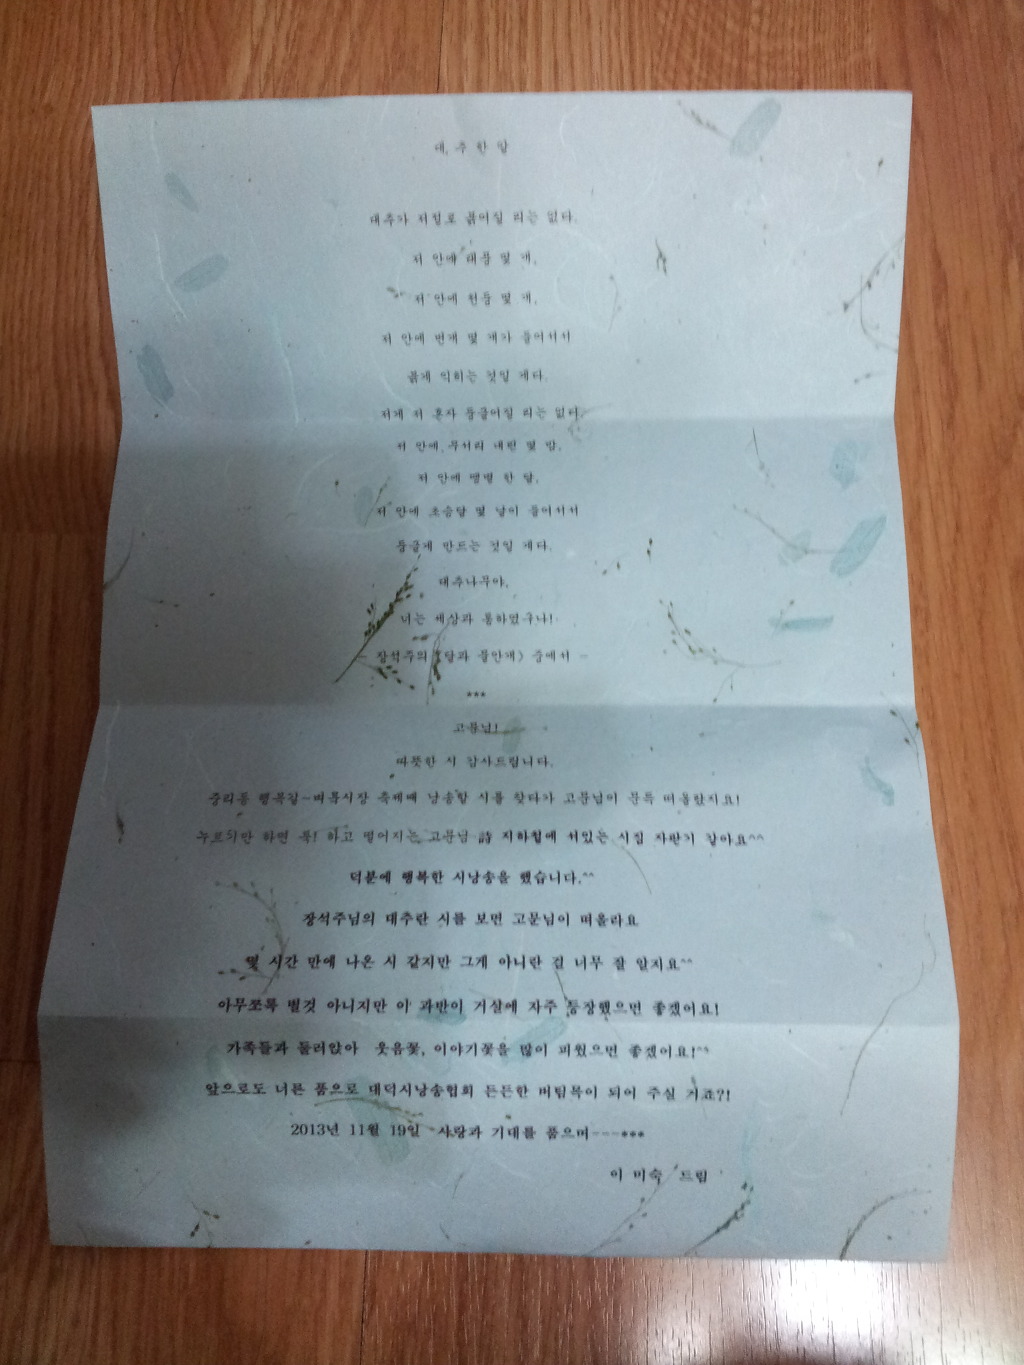 대추 한 알
대추가 저절로 붉어질 리는 없다.
저 안에 태풍 몇 개,
저 안에 천둥 몇 개,
저 안에 번개 몇 개가 들어서서
붉게 익히는 것일 게다.
저게 저 혼자 둥글어질 리는 없다.
저 안에 무서리 내린 몇 밤,
저 안에 땡볕 한 달,
저 안에 초승달 몇 날이 들어서서
둥글게 만드는 것일 게다.
대추나무야,
너는 세상과 통하였구나!
- 장석주의 《달과 물안개》 중에서 -
***
고문님!
따뜻한 시 감사드립니다.
중리동 행복길~벼룩시장 축제때 낭송할 시를 찾다가 고문님이 문득 떠올랐지요!
누르기만 하면 톡! 하고 떨어지는 고문님 詩 지하철에 서있는 시집 자판기 같아요^^
덕분에 행복한 시낭송을 했습니다.^^
장석주님의 대추란 시를 보면 고문님이 떠올라요
몇 시간 만에 나온 시 같지만 그게 아니란 걸 너무 잘 알지요^^
아무쪼록 별것 아니지만 이 과반이 거실에 자주 등장했으면 좋겠어요!
가족들과 둘러앉아 웃음꽃, 이야기꽃을 많이 피웠으면 좋겠어요!^^
앞으로도 너른 품으로 대덕시낭송협회 든든한 버팀목이 되어 주실 거죠?!
2013년 11월 19일 사랑과 기대를 품으며---***
이 미숙 드림